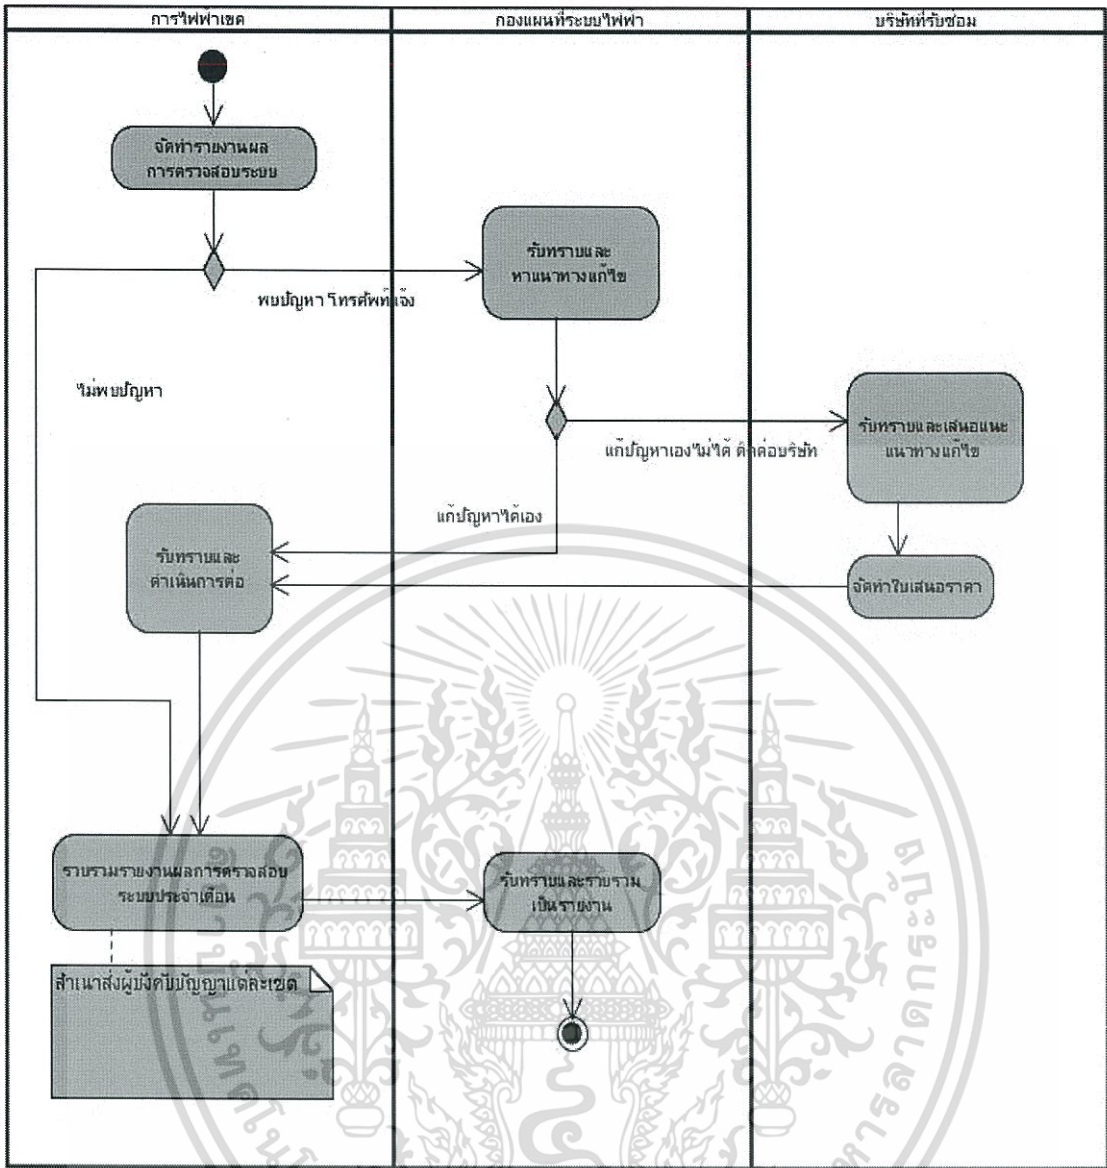 การไฟฟ้าเขต
กองแผนที่ระบบไฟฟ้า
บริษัทที่รับซ่อม
จัดทำรายงานผล
การตรวจสอบระบบ
รับทราบและ
หาแนวทางแก้ไข
พบปัญหา โทรศัพท์แจ้ง
ไม่พบปัญหา
รับทราบและเสนอแนะ
แนวทางแก้ไข
แก้ปัญหาเองไม่ได้ ติดต่อบริษัท
แก้ปัญหาได้เอง
รับทราบและ
ดำเนินการต่อ
จัดทำใบเสนอราคา
รวบรวมรายงานผลการตรวจสอบ
ระบบประจำเดือน
รับทราบและรวบรวม
เป็นรายงาน
สำเนาส่งผู้บังคับบัญชาแต่ละเขต